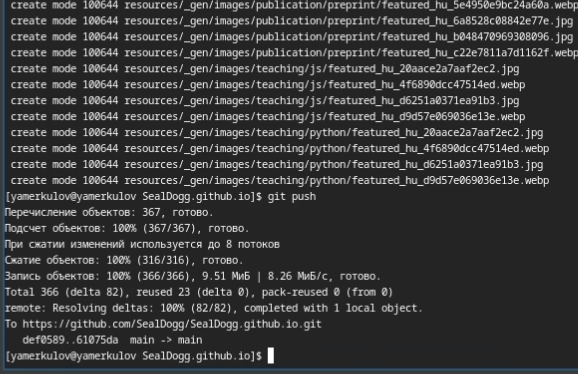 create mode 100644 resources/_gen/images/publication/preprint/featured_hu_5e4950e9bc24a60a.webp
create mode 100644 resources/_gen/images/publication/preprint/featured_hu_6a8528c08842e77e.jpg
create mode 100644 resources/_gen/images/publication/preprint/featured_hu_b048470969308096.jpg
create mode 100644 resources/_gen/images/publication/preprint/featured_hu_c22e7811a7d1162f.webp
create mode 100644 resources/_gen/images/teaching/js/featured_hu_20aace2a7aaf2ec2.jpg
create mode 100644 resources/_gen/images/teaching/js/featured_hu_4f6890dcc47514ed.webp
create mode 100644 resources/_gen/images/teaching/js/featured_hu_d6251a0371ea91b3.jpg
create mode 100644 resources/_gen/images/teaching/js/featured_hu_d9d57e069036e13e.webp
create mode 100644 resources/_gen/images/teaching/python/featured_hu_20aace2a7aaf2ec2.jpg
create mode 100644 resources/_gen/images/teaching/python/featured_hu_4f6890dcc47514ed.webp
create mode 100644 resources/_gen/images/teaching/python/featured_hu_d6251a0371ea91b3.jpg
create mode 100644 resources/_gen/images/teaching/python/featured_hu_d9d57e069036e13e.webp
[yamerkulov@yamerkulov SealDogg.github.io]$ git push
Перечисление объектов: 367, готово.
Подсчет объектов: 100% (367/367), готово.
При сжатии изменений используется до 8 потоков
Сжатие объектов: 100% (316/316), готово.
Запись объектов: 100% (366/366), 9.51 МиБ | 8.26 МиБ/с, готово.
Total 366 (delta 82), reused 23 (delta 0), pack-reused 0 (from 0)
remote: Resolving deltas: 100% (82/82), completed with 1 local object.
To https://github.com/SealDogg/SealDogg.github.io.git
def0589..61075da  main -> main
[yamerkulov@yamerkulov SealDogg.github.io]$